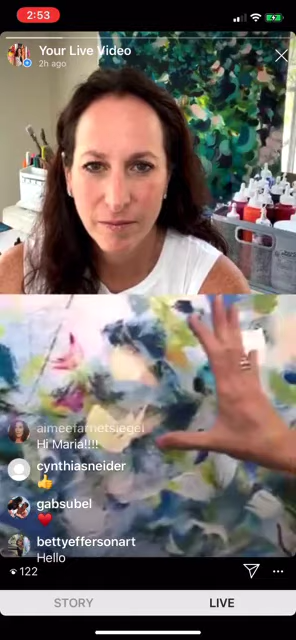 2:53
Your Live Video
2h ago
aimeefarnetsiegel
Hi Maria!!!!
cynthiasneider
👍
gabsubel
❤️
bettyeffersonart
Hello
122
STORY
LIVE